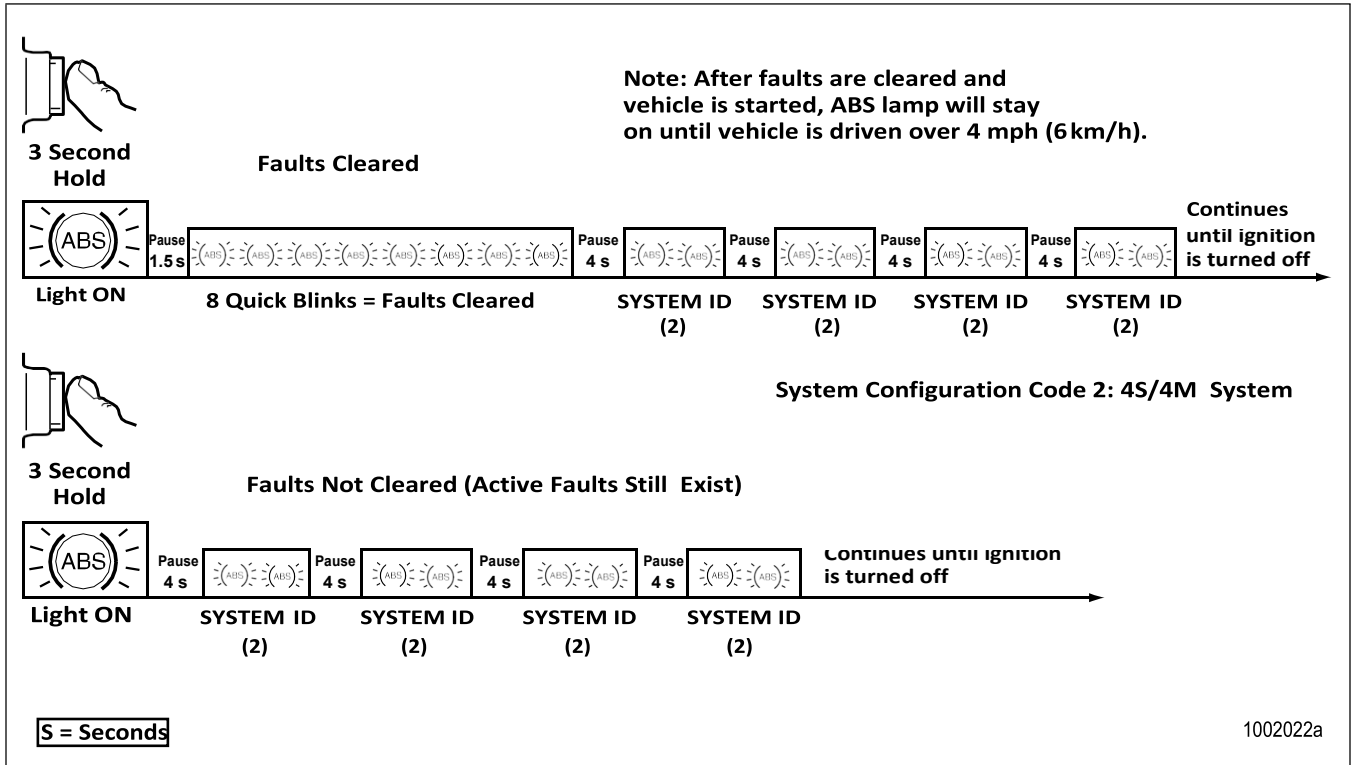 Note: After faults are cleared and
vehicle is started, ABS lamp will stay
on until vehicle is driven over 4 mph (6 km/h).
3 Second
Hold
Faults Cleared
ABS
Pause
1.5 s
ABS ABS ABS ABS ABS ABS ABS ABS
Pause
4 s
ABS ABS
Pause
4 s
ABS ABS
Pause
4 s
ABS ABS
Pause
4 s
ABS ABS
Continues
until ignition
is turned off
Light ON
8 Quick Blinks = Faults Cleared
SYSTEM ID
(2)
SYSTEM ID
(2)
SYSTEM ID
(2)
SYSTEM ID
(2)
System Configuration Code 2: 4S/4M System
3 Second
Hold
Faults Not Cleared (Active Faults Still Exist)
ABS
Pause
4 s
ABS ABS
Pause
4 s
ABS ABS
Pause
4 s
ABS ABS
Pause
4 s
ABS ABS
Continues until ignition
is turned off
Light ON
SYSTEM ID
(2)
SYSTEM ID
(2)
SYSTEM ID
(2)
SYSTEM ID
(2)
S = Seconds
1002022a